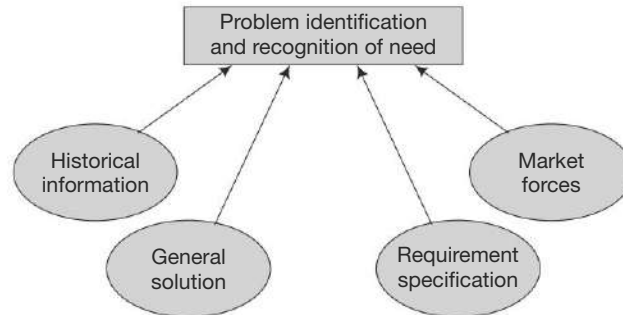 Problem identification
and recognition of need
Historical
information
Market
forces
General
solution
Requirement
specification